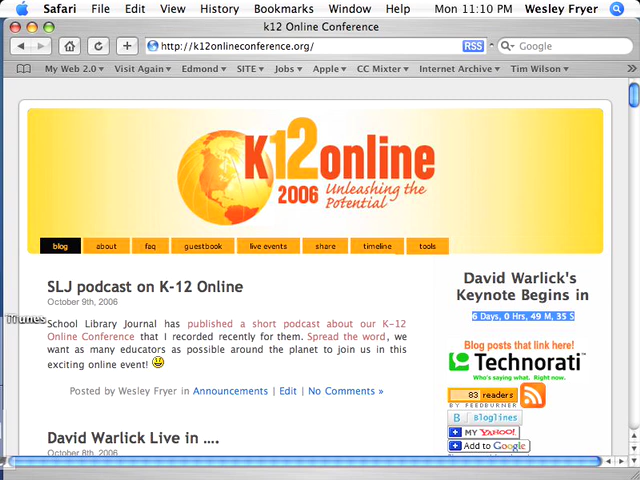 Safari File Edit View History Bookmarks Window Help Mon 11:10 PM Wesley Fryer
k12 Online Conference
http://k12onlineconference.org/ RSS Google
My Web 2.0 Visit Again Edmond SITE Jobs Apple CC Mixter Internet Archive Tim Wilson
K12online
2006 Unleashing the
Potential
blog about faq guestbook live events share timeline tools
SLJ podcast on K-12 Online
October 9th, 2006
School Library Journal has published a short podcast about our K-12
Online Conference that I recorded recently for them. Spread the word, we
want as many educators as possible around the planet to join us in this
exciting online event!
Posted by Wesley Fryer in Announcements | Edit | No Comments »
David Warlick Live in ....
October 8th, 2006
iTunes
David Warlick's
Keynote Begins in
6 Days, 0 Hrs, 49 M, 35 S
Blog posts that link here!
Technorati™
Who's saying what. Right now.
83 readers
BY FEEDBURNER
B Bloglines
MY YAHOO!
Add to Google